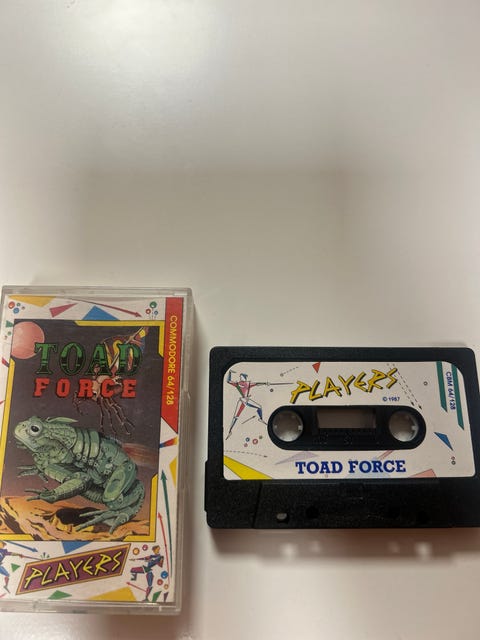 TOAD
FORCE
COMMODORE 64/128
PLAYERS
PLAYERS
© 1987
CBM 64/128
TOAD FORCE